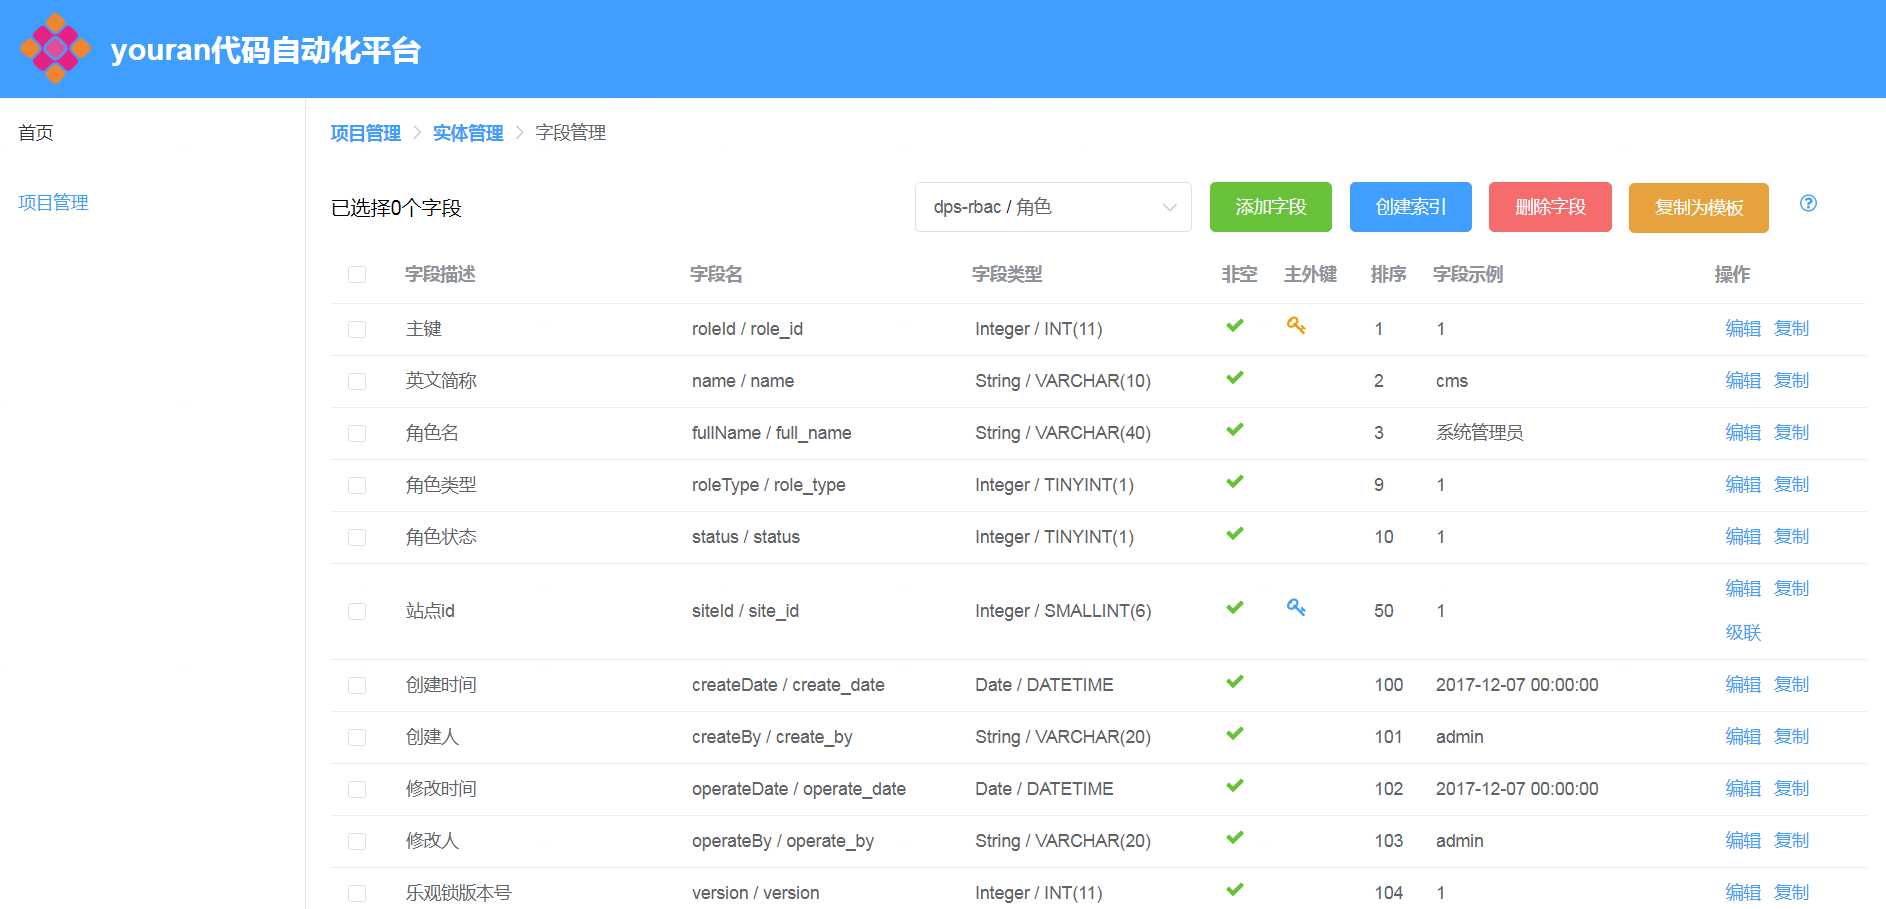 youran代码自动化平台
首页
项目管理
项目管理 实体管理 字段管理
已选择0个字段 dps-rbac / 角色 添加字段 创建索引 删除字段 复制为模板
字段描述 字段名 字段类型 非空 主外键 排序 字段示例 操作
主键 roleId / role_id Integer / INT(11) 1 1 编辑 复制
英文简称 name / name String / VARCHAR(10) 2 cms 编辑 复制
角色名 fullName / full_name String / VARCHAR(40) 3 系统管理员 编辑 复制
角色类型 roleType / role_type Integer / TINYINT(1) 9 1 编辑 复制
角色状态 status / status Integer / TINYINT(1) 10 1 编辑 复制
站点id siteId / site_id Integer / SMALLINT(6) 50 1 编辑 复制
级联
创建时间 createDate / create_date Date / DATETIME 100 2017-12-07 00:00:00 编辑 复制
创建人 createBy / create_by String / VARCHAR(20) 101 admin 编辑 复制
修改时间 operateDate / operate_date Date / DATETIME 102 2017-12-07 00:00:00 编辑 复制
修改人 operateBy / operate_by String / VARCHAR(20) 103 admin 编辑 复制
乐观锁版本号 version / version Integer / INT(11) 104 1 编辑 复制